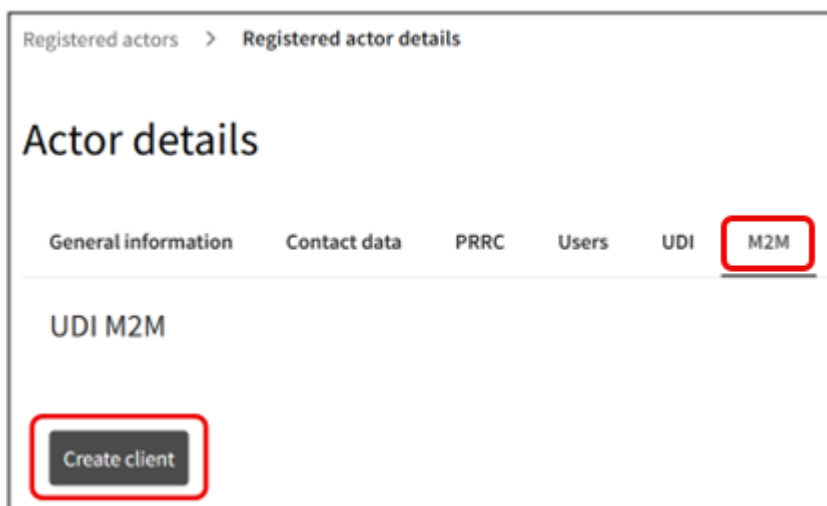 Registered actors > Registered actor details
Actor details
General information Contact data PRRC Users UDI M2M
UDI M2M
Create client